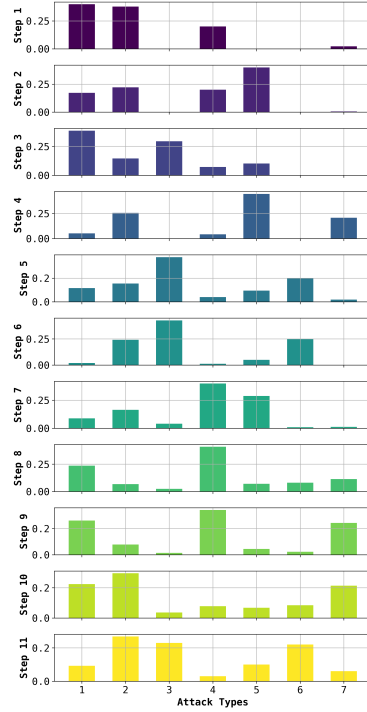 Step 1
0.25
0.00
Step 2
0.25
0.00
Step 3
0.25
0.00
Step 4
0.25
0.00
Step 5
0.2
0.0
Step 6
0.25
0.00
Step 7
0.25
0.00
Step 8
0.25
0.00
Step 9
0.2
0.0
Step 10
0.2
0.0
Step 11
0.2
0.0
1 2 3 4 5 6 7
Attack Types